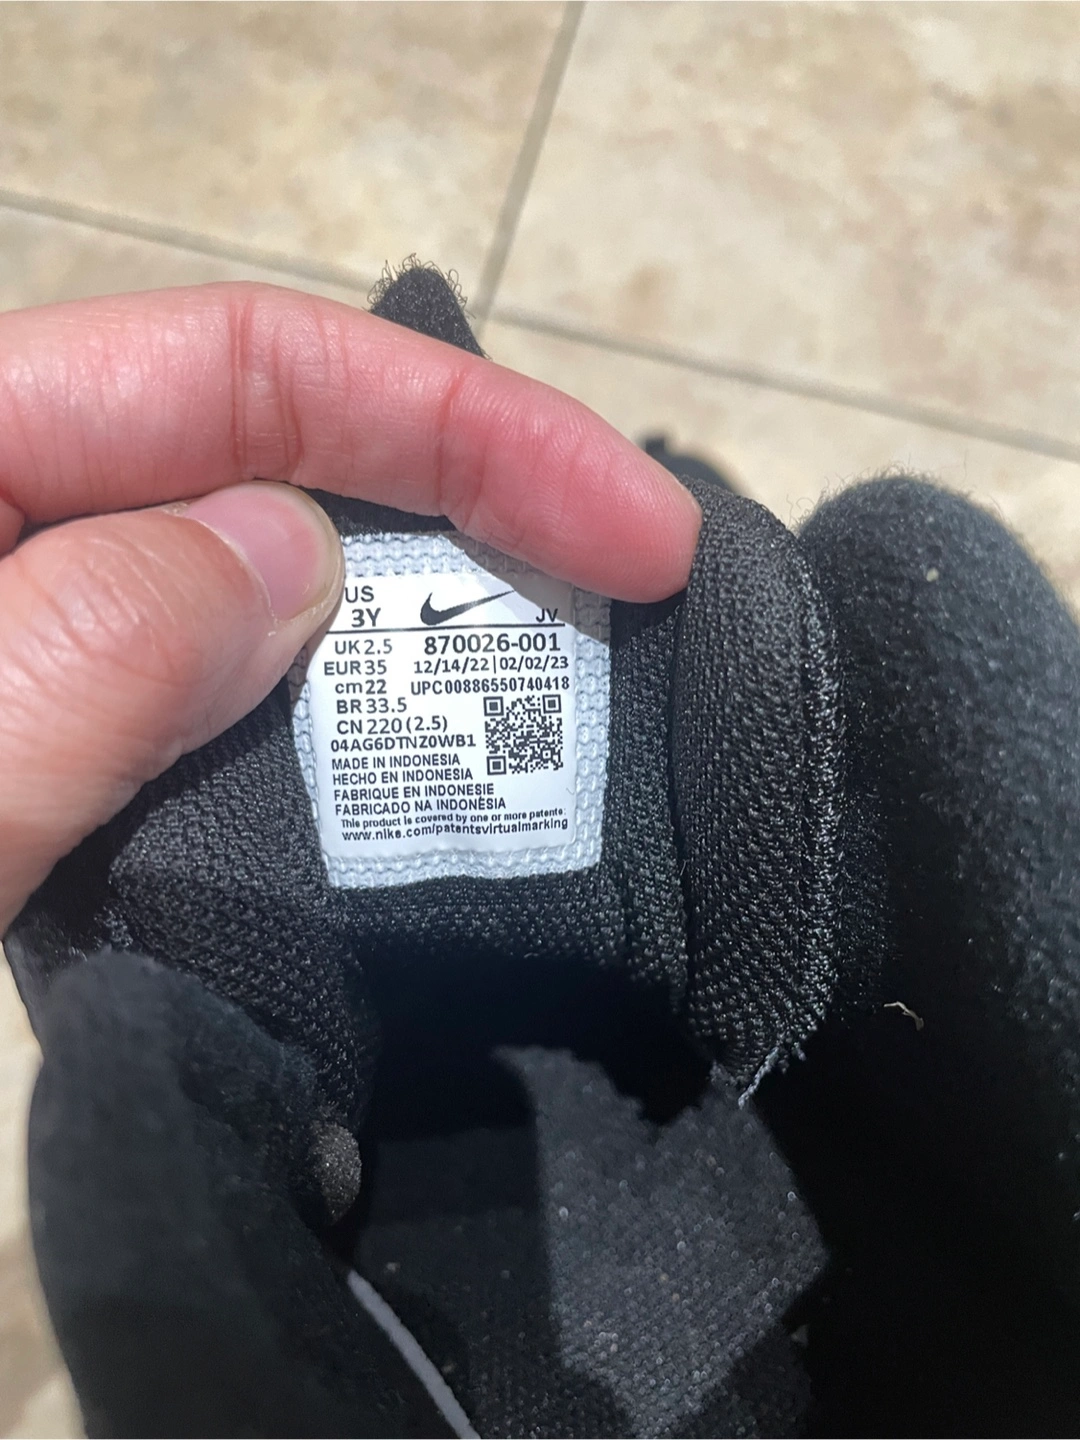 US
3Y
JV
UK 2.5 870026-001
EUR 35 12/14/22|02/02/23
cm 22 UPC00886550740418
BR 33.5
CN 220 (2.5)
04AG6DTNZ0WB1
MADE IN INDONESIA
HECHO EN INDONESIA
FABRIQUE EN INDONESIE
FABRICADO NA INDONÉSIA
This product is covered by one or more patents:
www.nike.com/patentsvirtualmarking